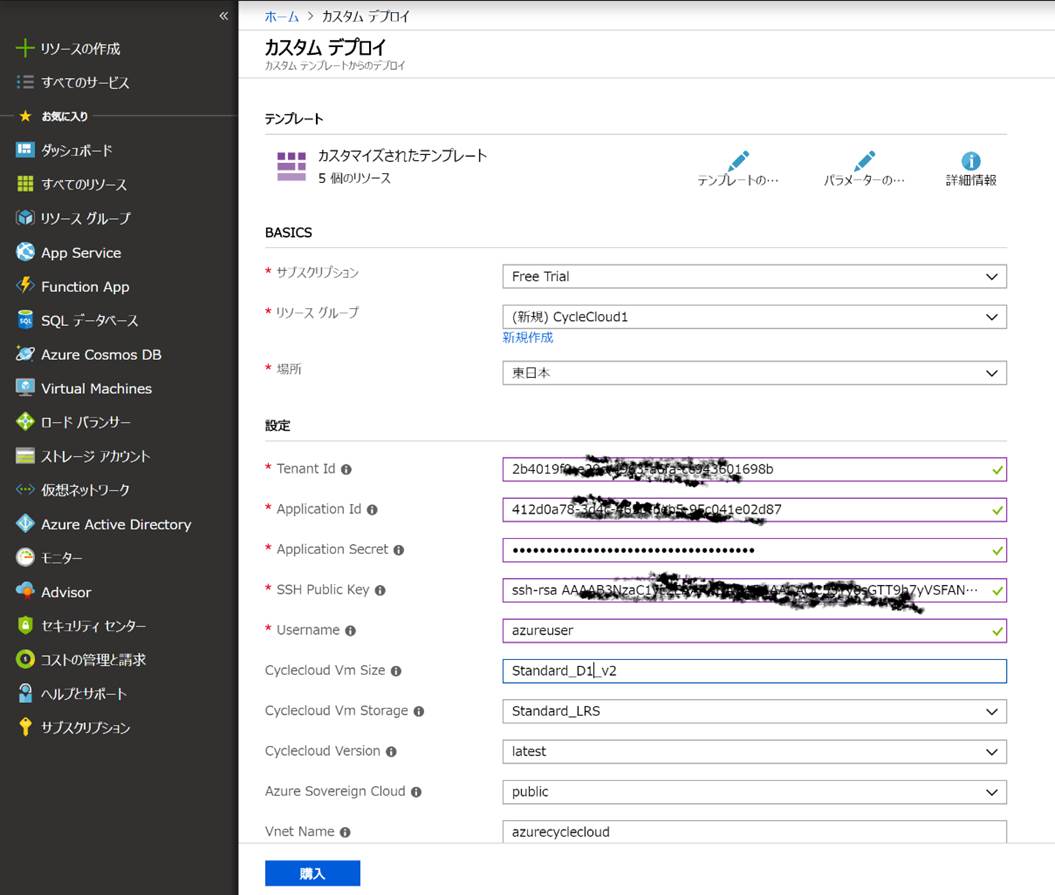 «
リソースの作成
すべてのサービス
お気に入り
ダッシュボード
すべてのリソース
リソース グループ
App Service
Function App
SQL データベース
Azure Cosmos DB
Virtual Machines
ロード バランサー
ストレージ アカウント
仮想ネットワーク
Azure Active Directory
モニター
Advisor
セキュリティ センター
コストの管理と請求
ヘルプとサポート
サブスクリプション
ホーム > カスタム デプロイ
カスタム デプロイ
カスタム テンプレートからのデプロイ
テンプレート
カスタマイズされたテンプレート
5 個のリソース
テンプレートの… パラメーターの… 詳細情報
BASICS
* サブスクリプション Free Trial
* リソース グループ (新規) CycleCloud1
新規作成
* 場所 東日本
設定
* Tenant Id
* Application Id
* Application Secret ••••••••••••••••••••••••••••••••••••
* SSH Public Key ssh-rsa
* Username azureuser
Cyclecloud Vm Size Standard_D1_v2
Cyclecloud Vm Storage Standard_LRS
Cyclecloud Version latest
Azure Sovereign Cloud public
Vnet Name azurecyclecloud
購入